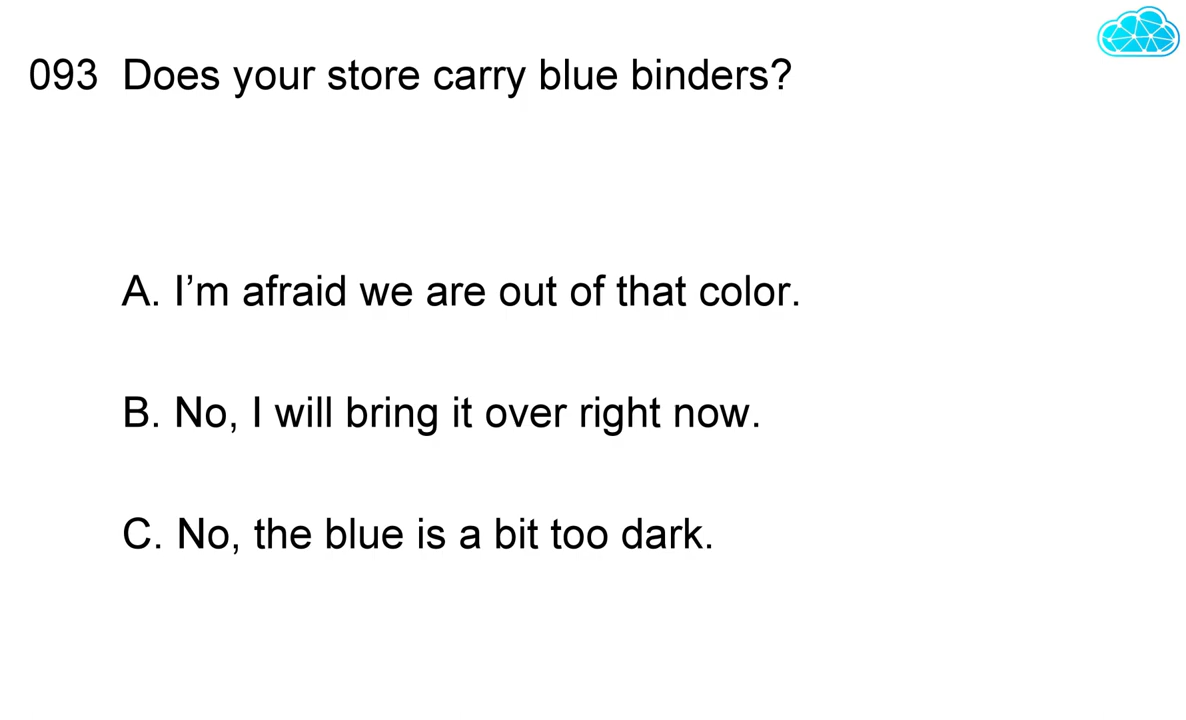 093 Does your store carry blue binders?
A. I’m afraid we are out of that color.
B. No, I will bring it over right now.
C. No, the blue is a bit too dark.